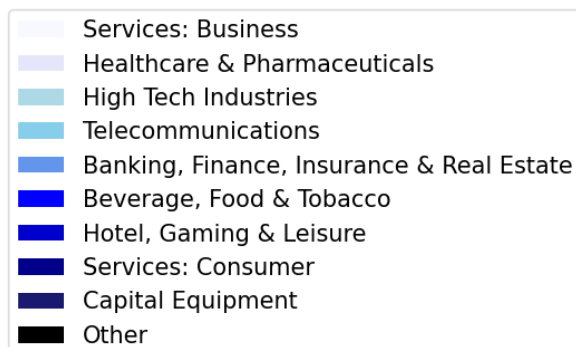 Services: Business
Healthcare & Pharmaceuticals
High Tech Industries
Telecommunications
Banking, Finance, Insurance & Real Estate
Beverage, Food & Tobacco
Hotel, Gaming & Leisure
Services: Consumer
Capital Equipment
Other